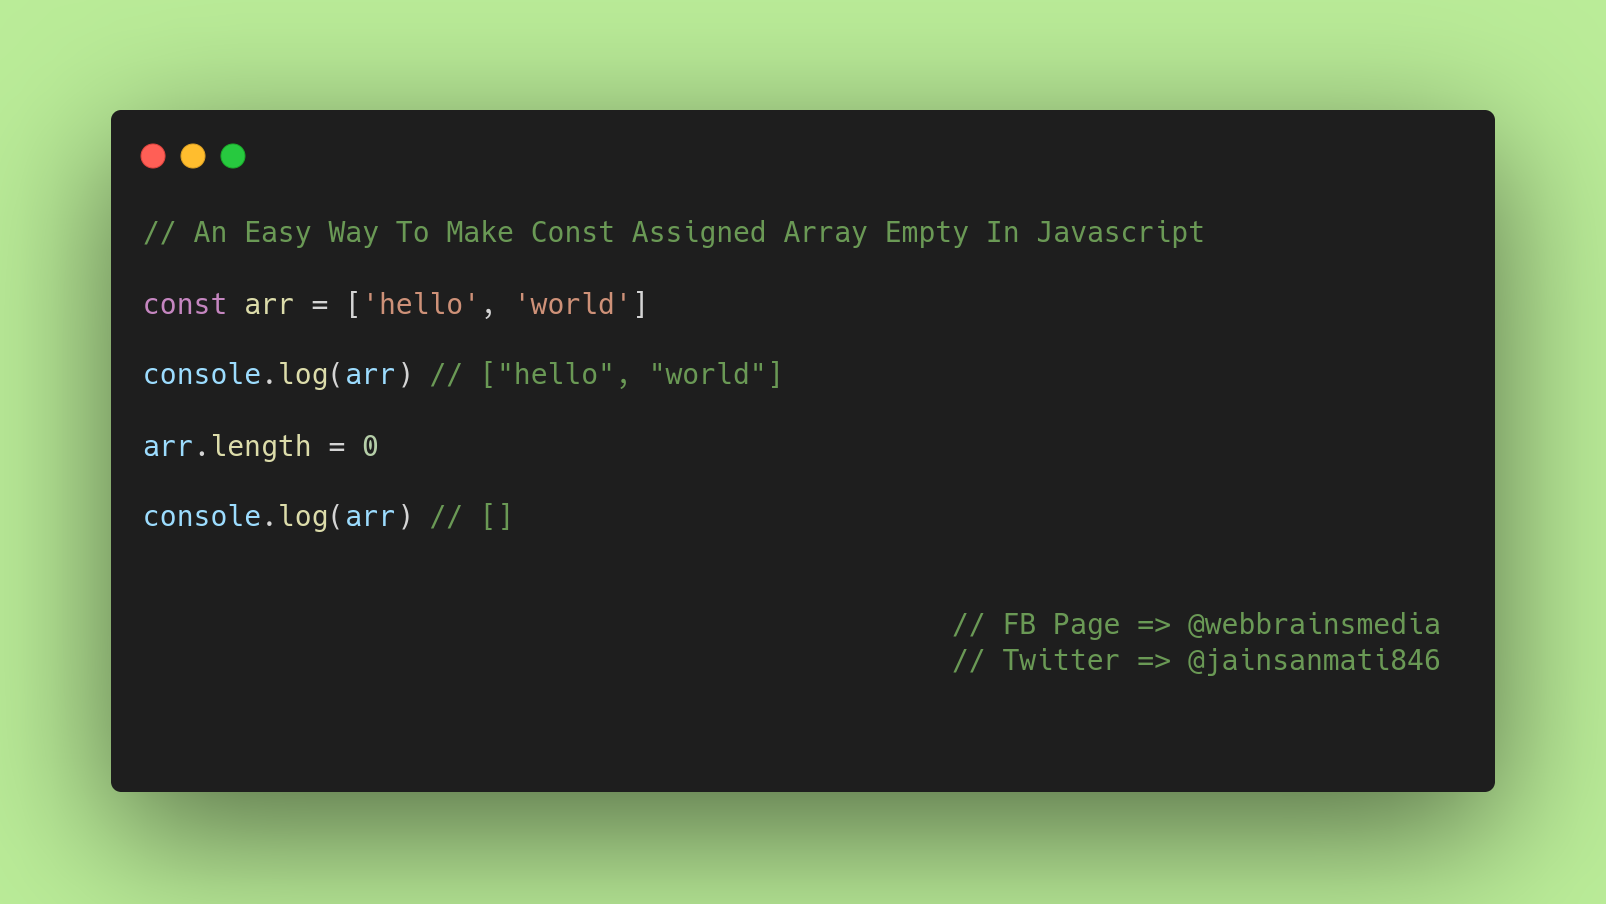 // An Easy Way To Make Const Assigned Array Empty In Javascript
const arr = ['hello', 'world']
console.log(arr) // ["hello", "world"]
arr.length = 0
console.log(arr) // []
// FB Page => @webbrainsmedia
// Twitter => @jainsanmati846